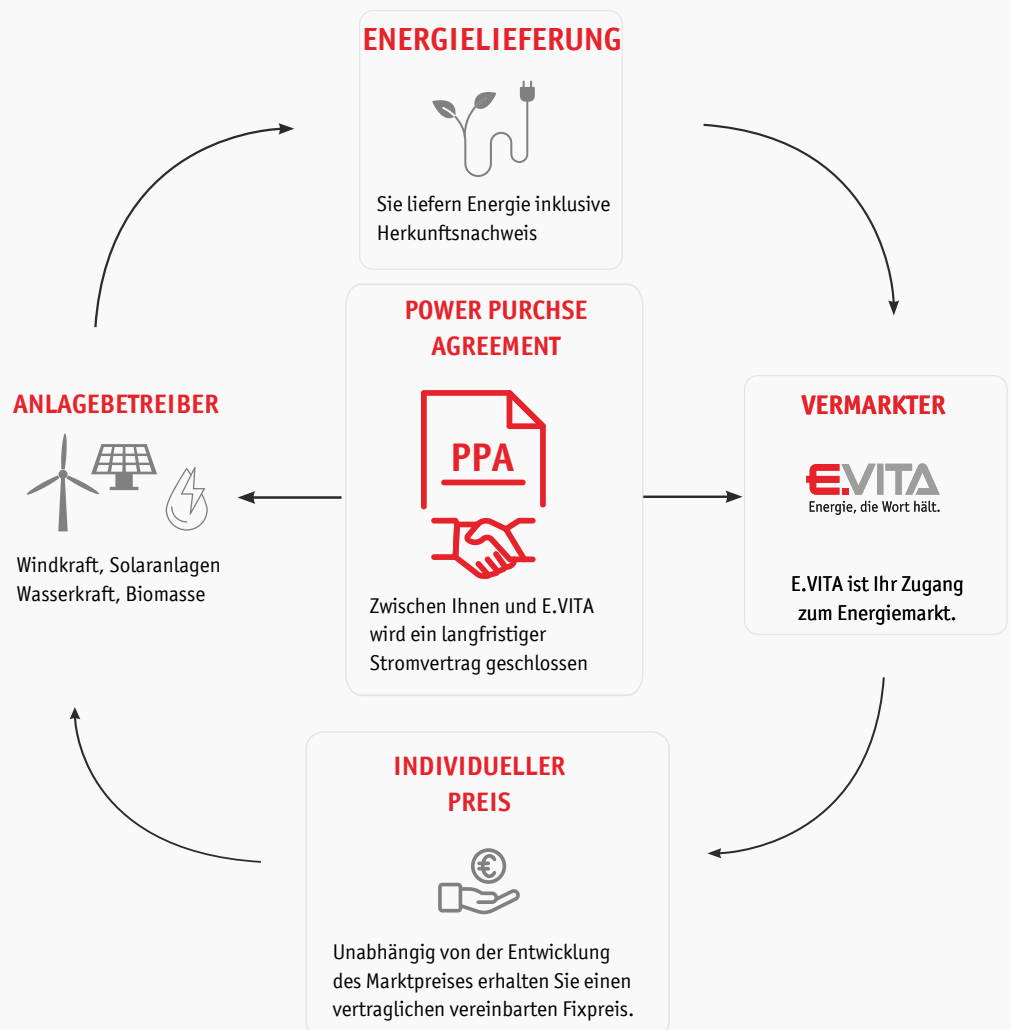 ENERGIELIEFERUNG
Sie liefern Energie inklusive
Herkunftsnachweis
POWER PURCHSE
AGREEMENT
PPA
Zwischen Ihnen und E.VITA
wird ein langfristiger
Stromvertrag geschlossen
ANLAGEBETREIBER
Windkraft, Solaranlagen
Wasserkraft, Biomasse
VERMARKTER
E.VITA
Energie, die Wort hält.
E.VITA ist Ihr Zugang
zum Energiemarkt.
INDIVIDUELLER
PREIS
€
Unabhängig von der Entwicklung
des Marktpreises erhalten Sie einen
vertraglichen vereinbarten Fixpreis.